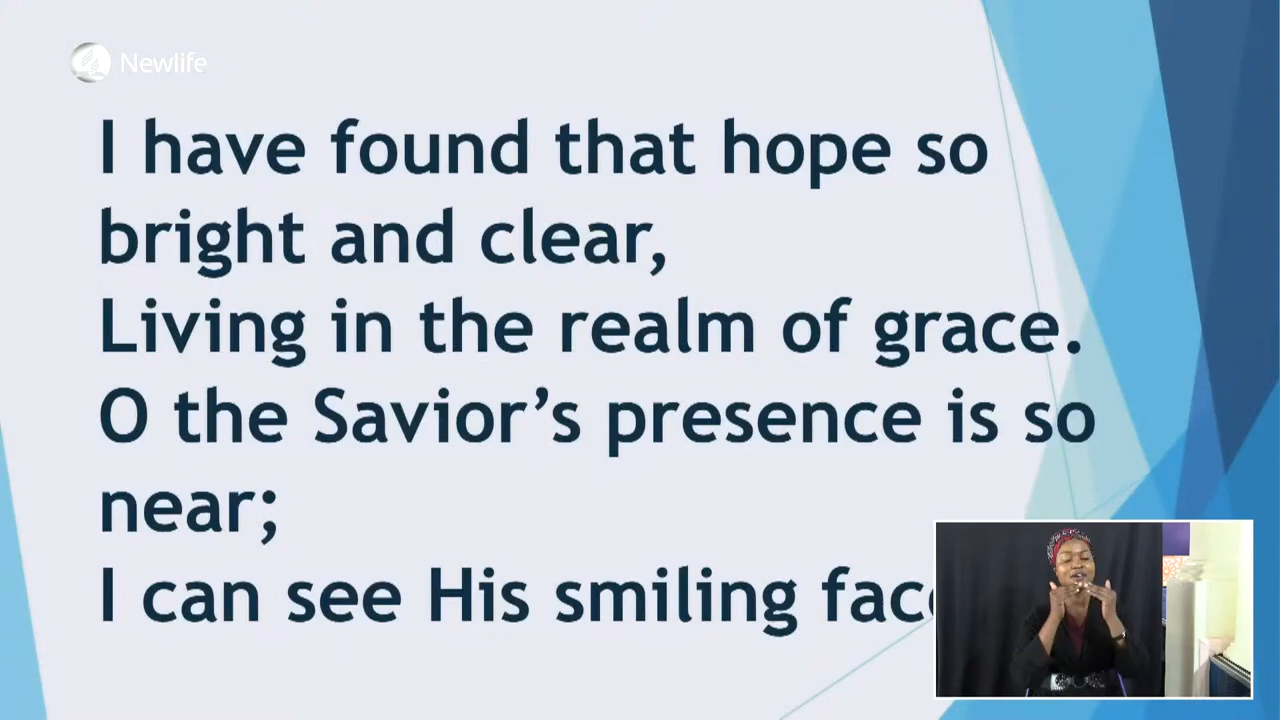 Newlife
I have found that hope so
bright and clear,
Living in the realm of grace.
O the Savior’s presence is so
near;
I can see His smiling fac